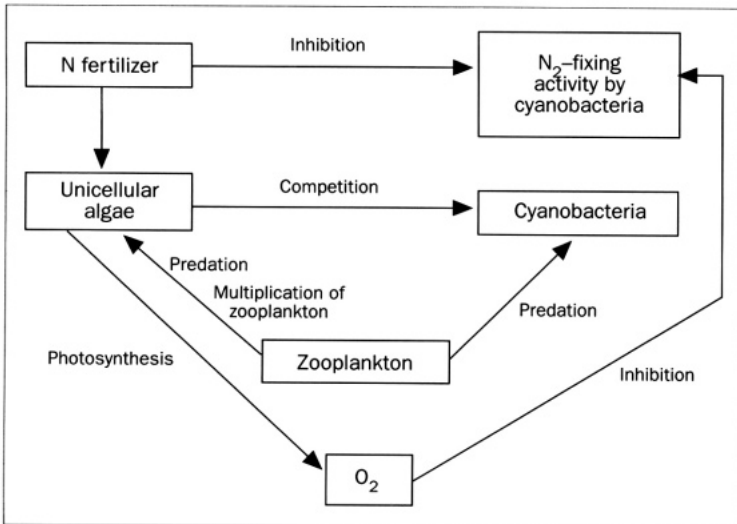 Inhibition
N fertilizer
N₂–fixing
activity by
cyanobacteria
Unicellular
algae
Competition
Cyanobacteria
Predation
Multiplication of
zooplankton
Predation
Photosynthesis
Zooplankton
Inhibition
O₂